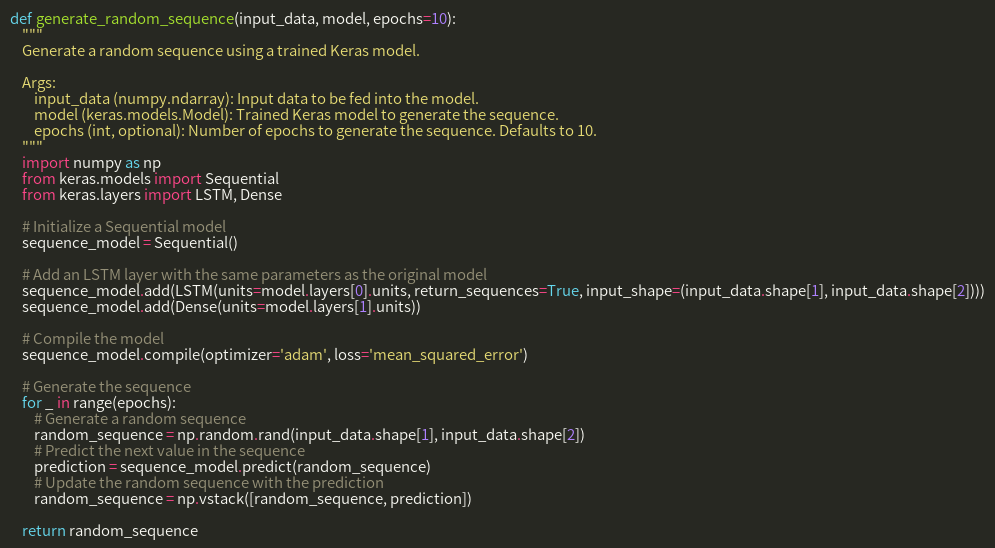 def generate_random_sequence(input_data, model, epochs=10):
    """
    Generate a random sequence using a trained Keras model.

    Args:
        input_data (numpy.ndarray): Input data to be fed into the model.
        model (keras.models.Model): Trained Keras model to generate the sequence.
        epochs (int, optional): Number of epochs to generate the sequence. Defaults to 10.
    """
    import numpy as np
    from keras.models import Sequential
    from keras.layers import LSTM, Dense

    # Initialize a Sequential model
    sequence_model = Sequential()

    # Add an LSTM layer with the same parameters as the original model
    sequence_model.add(LSTM(units=model.layers[0].units, return_sequences=True, input_shape=(input_data.shape[1], input_data.shape[2])))
    sequence_model.add(Dense(units=model.layers[1].units))

    # Compile the model
    sequence_model.compile(optimizer='adam', loss='mean_squared_error')

    # Generate the sequence
    for _ in range(epochs):
        # Generate a random sequence
        random_sequence = np.random.rand(input_data.shape[1], input_data.shape[2])
        # Predict the next value in the sequence
        prediction = sequence_model.predict(random_sequence)
        # Update the random sequence with the prediction
        random_sequence = np.vstack([random_sequence, prediction])

    return random_sequence